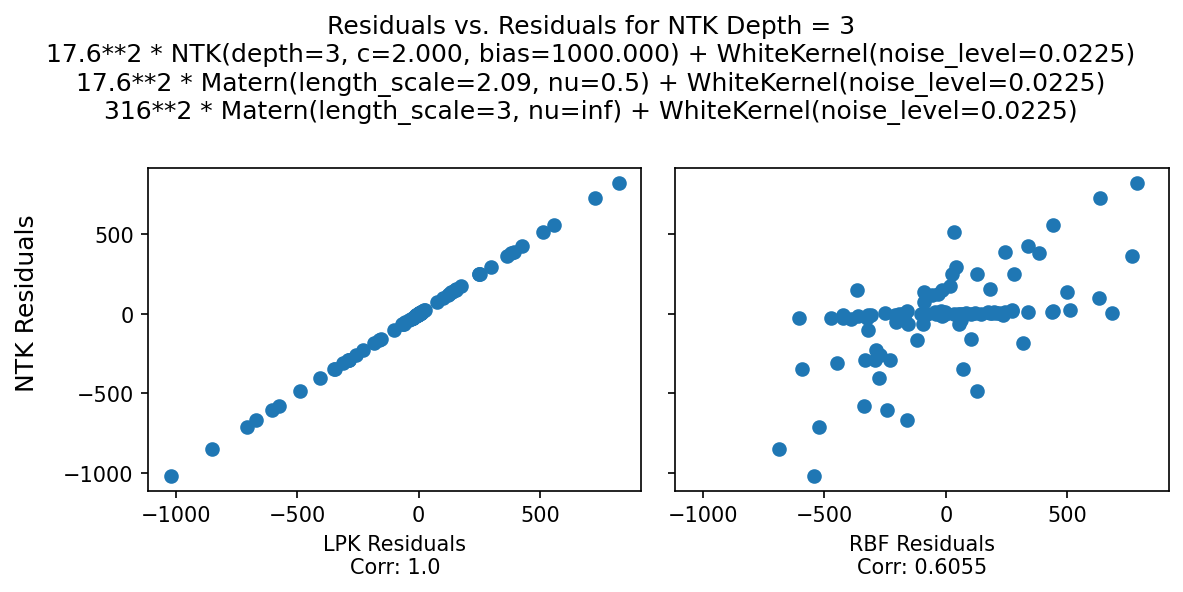 Residuals vs. Residuals for NTK Depth = 3
17.6**2 * NTK(depth=3, c=2.000, bias=1000.000) + WhiteKernel(noise_level=0.0225)
17.6**2 * Matern(length_scale=2.09, nu=0.5) + WhiteKernel(noise_level=0.0225)
316**2 * Matern(length_scale=3, nu=inf) + WhiteKernel(noise_level=0.0225)
NTK Residuals
500
0
−500
−1000
−1000 −500 0 500
LPK Residuals
Corr: 1.0
−1000 −500 0 500
RBF Residuals
Corr: 0.6055